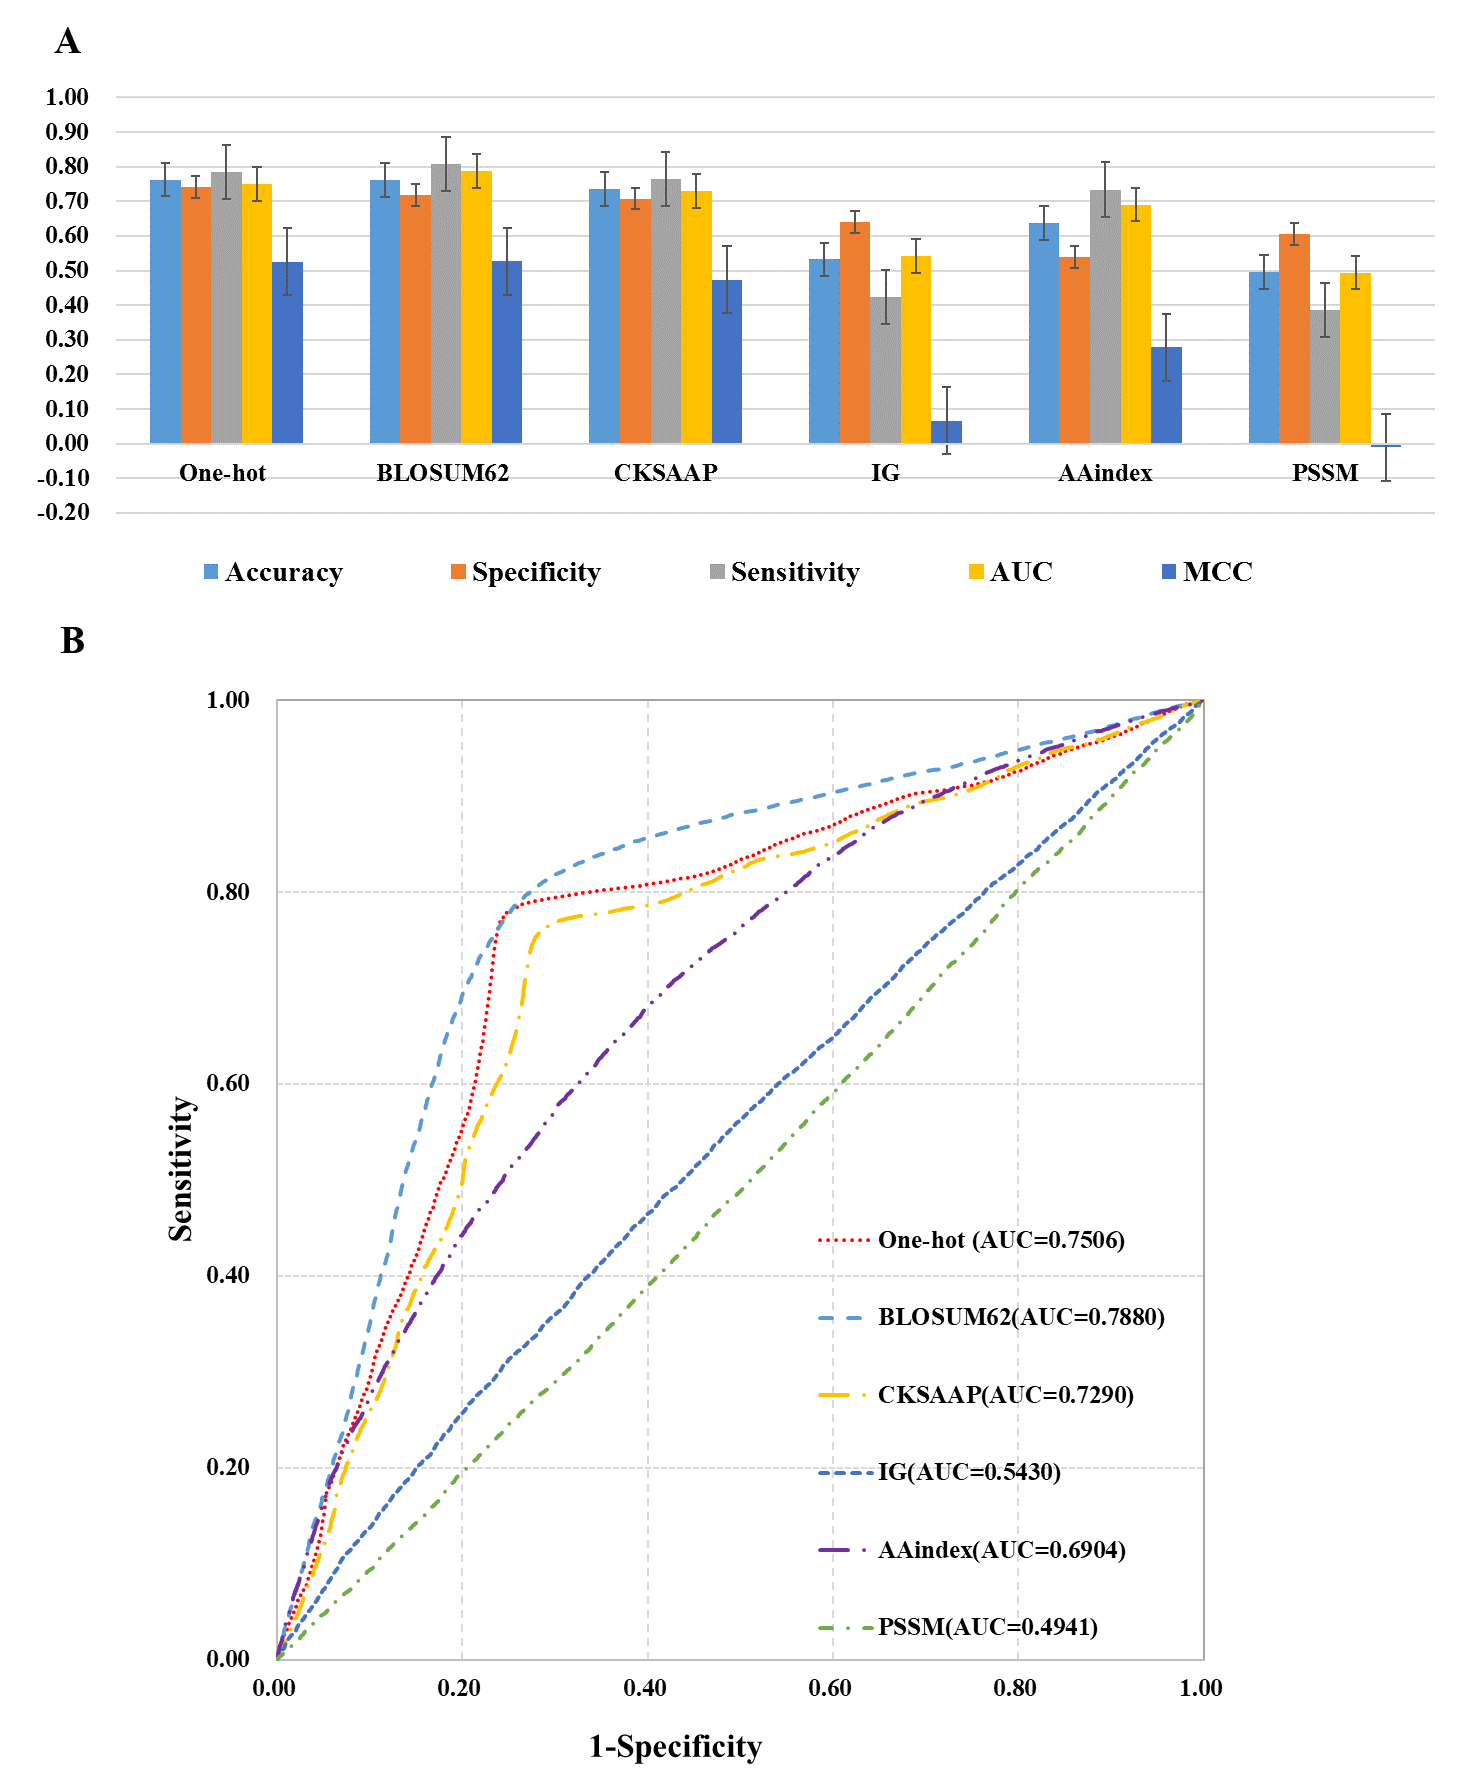 A
1.00
0.90
0.80
0.70
0.60
0.50
0.40
0.30
0.20
0.10
0.00
-0.10
-0.20
One-hot BLOSUM62 CKSAAP IG AAindex PSSM
Accuracy Specificity Sensitivity AUC MCC
B
1.00
0.80
0.60
0.40
0.20
0.00
Sensitivity
One-hot (AUC=0.7506)
BLOSUM62(AUC=0.7880)
CKSAAP(AUC=0.7290)
IG(AUC=0.5430)
AAindex(AUC=0.6904)
PSSM(AUC=0.4941)
0.00 0.20 0.40 0.60 0.80 1.00
1-Specificity